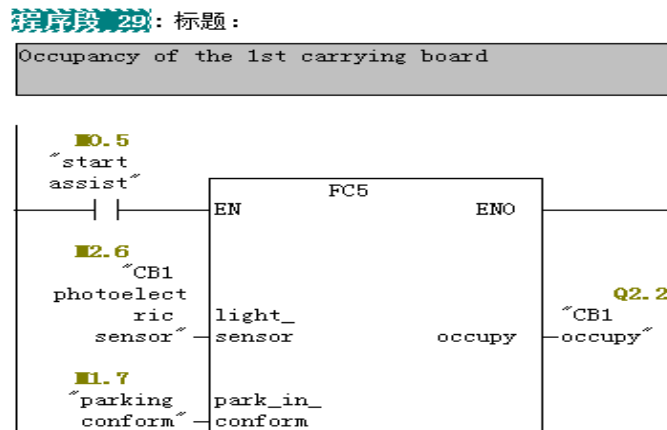 程序段 29: 标题:
Occupancy of the 1st carrying board
M0.5
"start
assist"
FC5
EN
ENO
M2.6
"CB1
photoelect
ric
sensor"
light_
sensor
occupy
Q2.2
"CB1
occupy"
M1.7
"parking
conform"
park_in_
conform